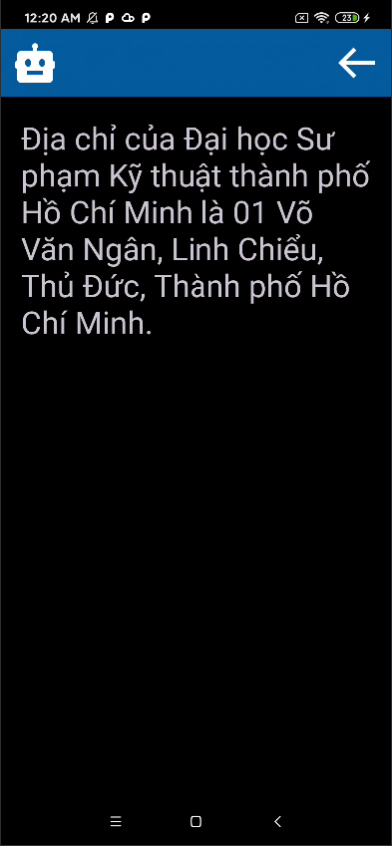 12:20 AM
23
Địa chỉ của Đại học Sư
phạm Kỹ thuật thành phố
Hồ Chí Minh là 01 Võ
Văn Ngân, Linh Chiểu,
Thủ Đức, Thành phố Hồ
Chí Minh.